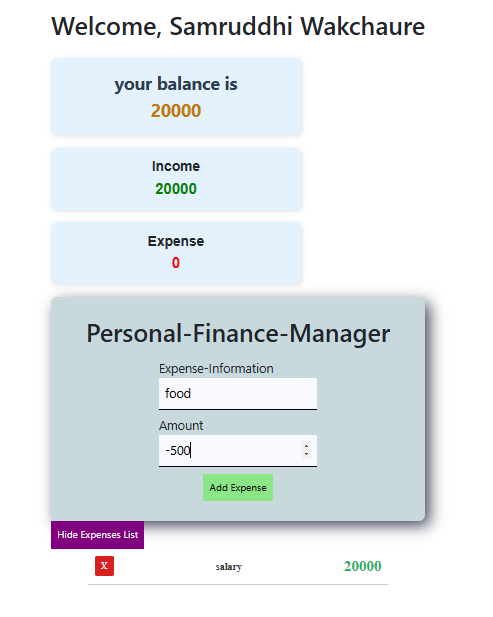 Welcome, Samruddhi Wakchaure
your balance is
20000
Income
20000
Expense
0
Personal-Finance-Manager
Expense-Information
food
Amount
-500
Add Expense
Hide Expenses List
X salary 20000